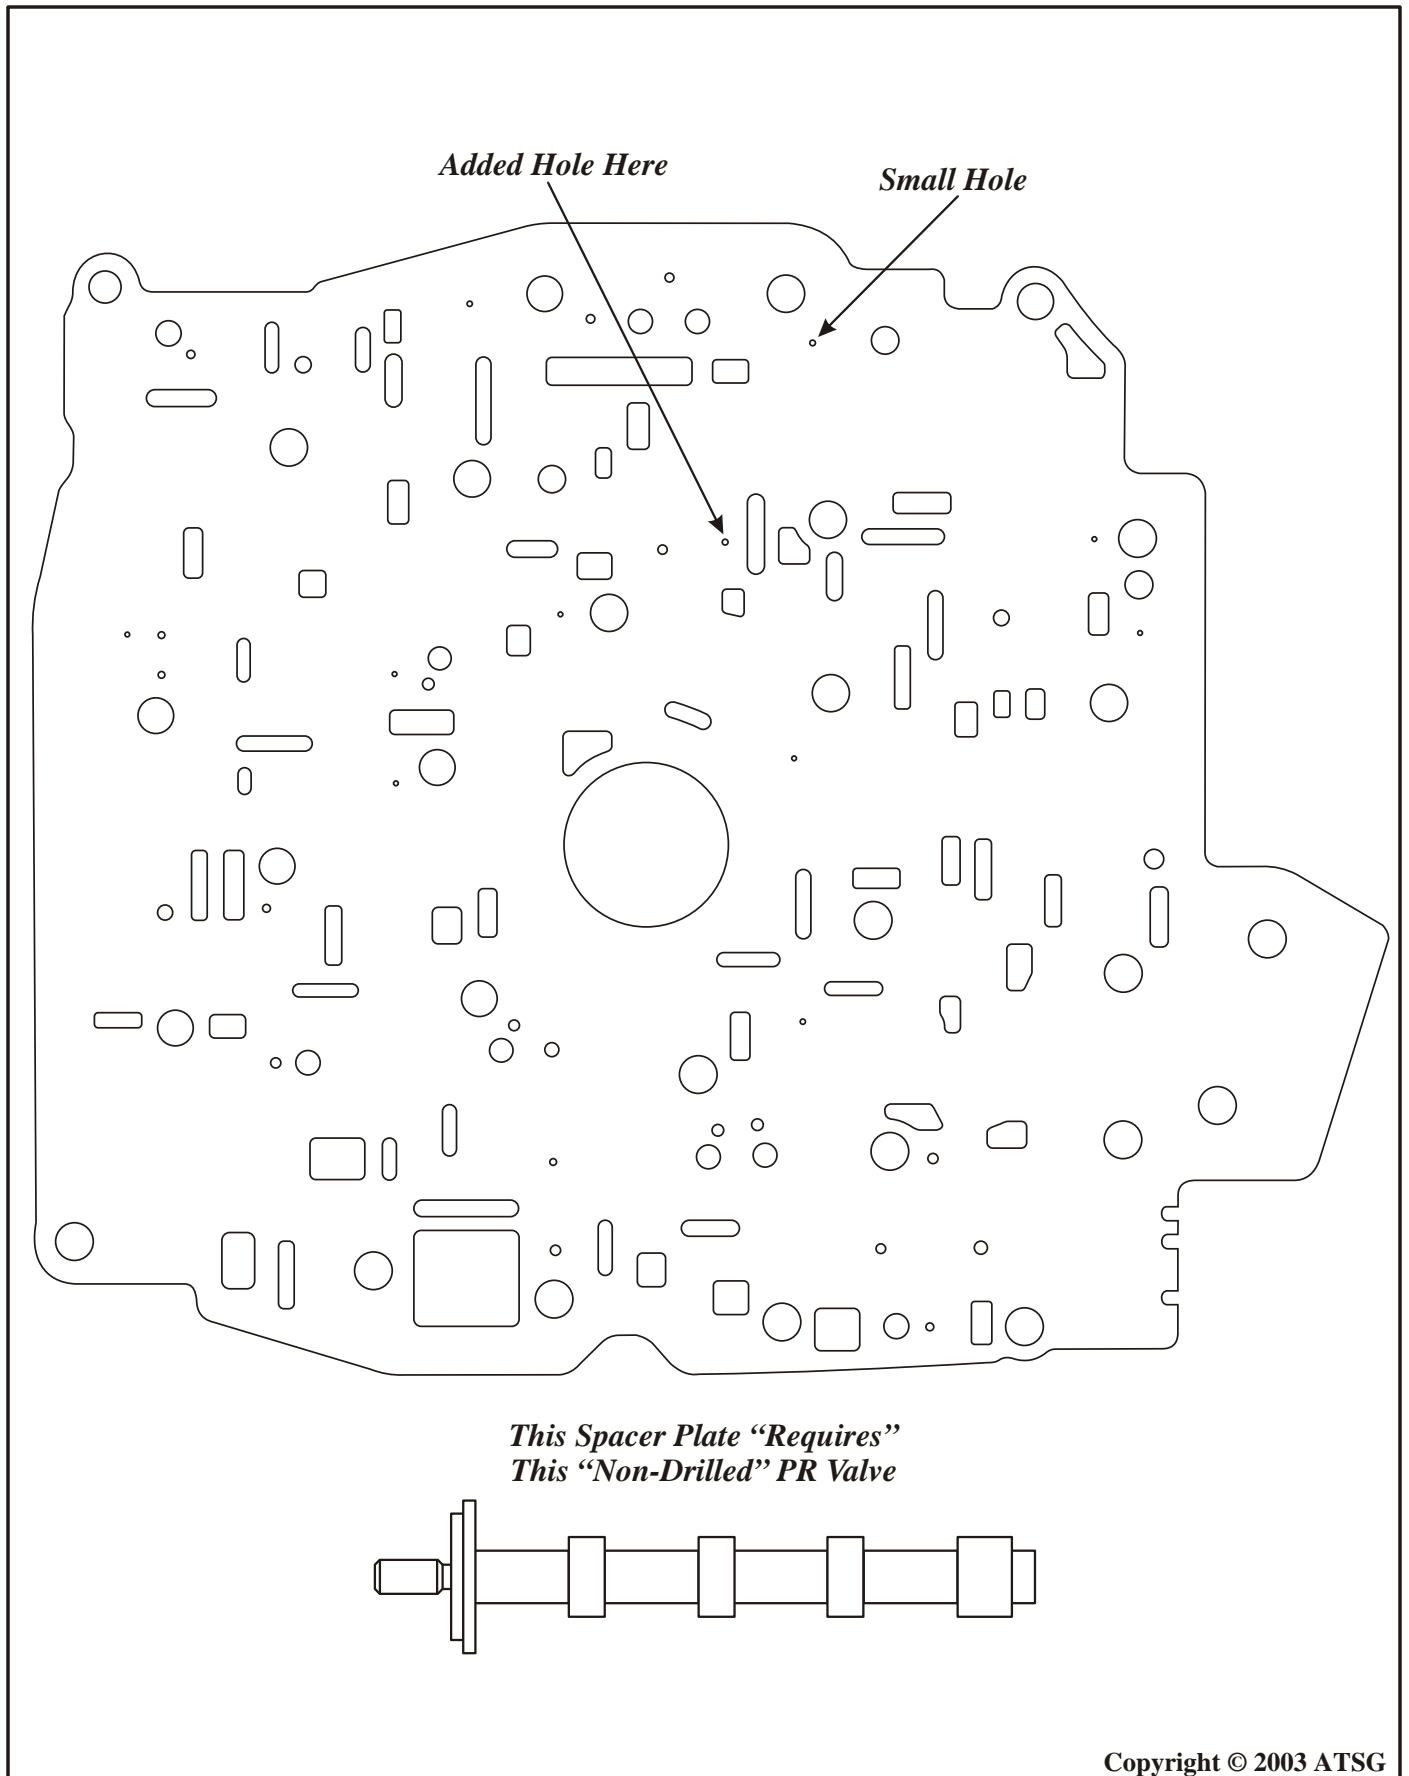 Added Hole Here
Small Hole
This Spacer Plate “Requires”
This “Non-Drilled” PR Valve
Copyright © 2003 ATSG